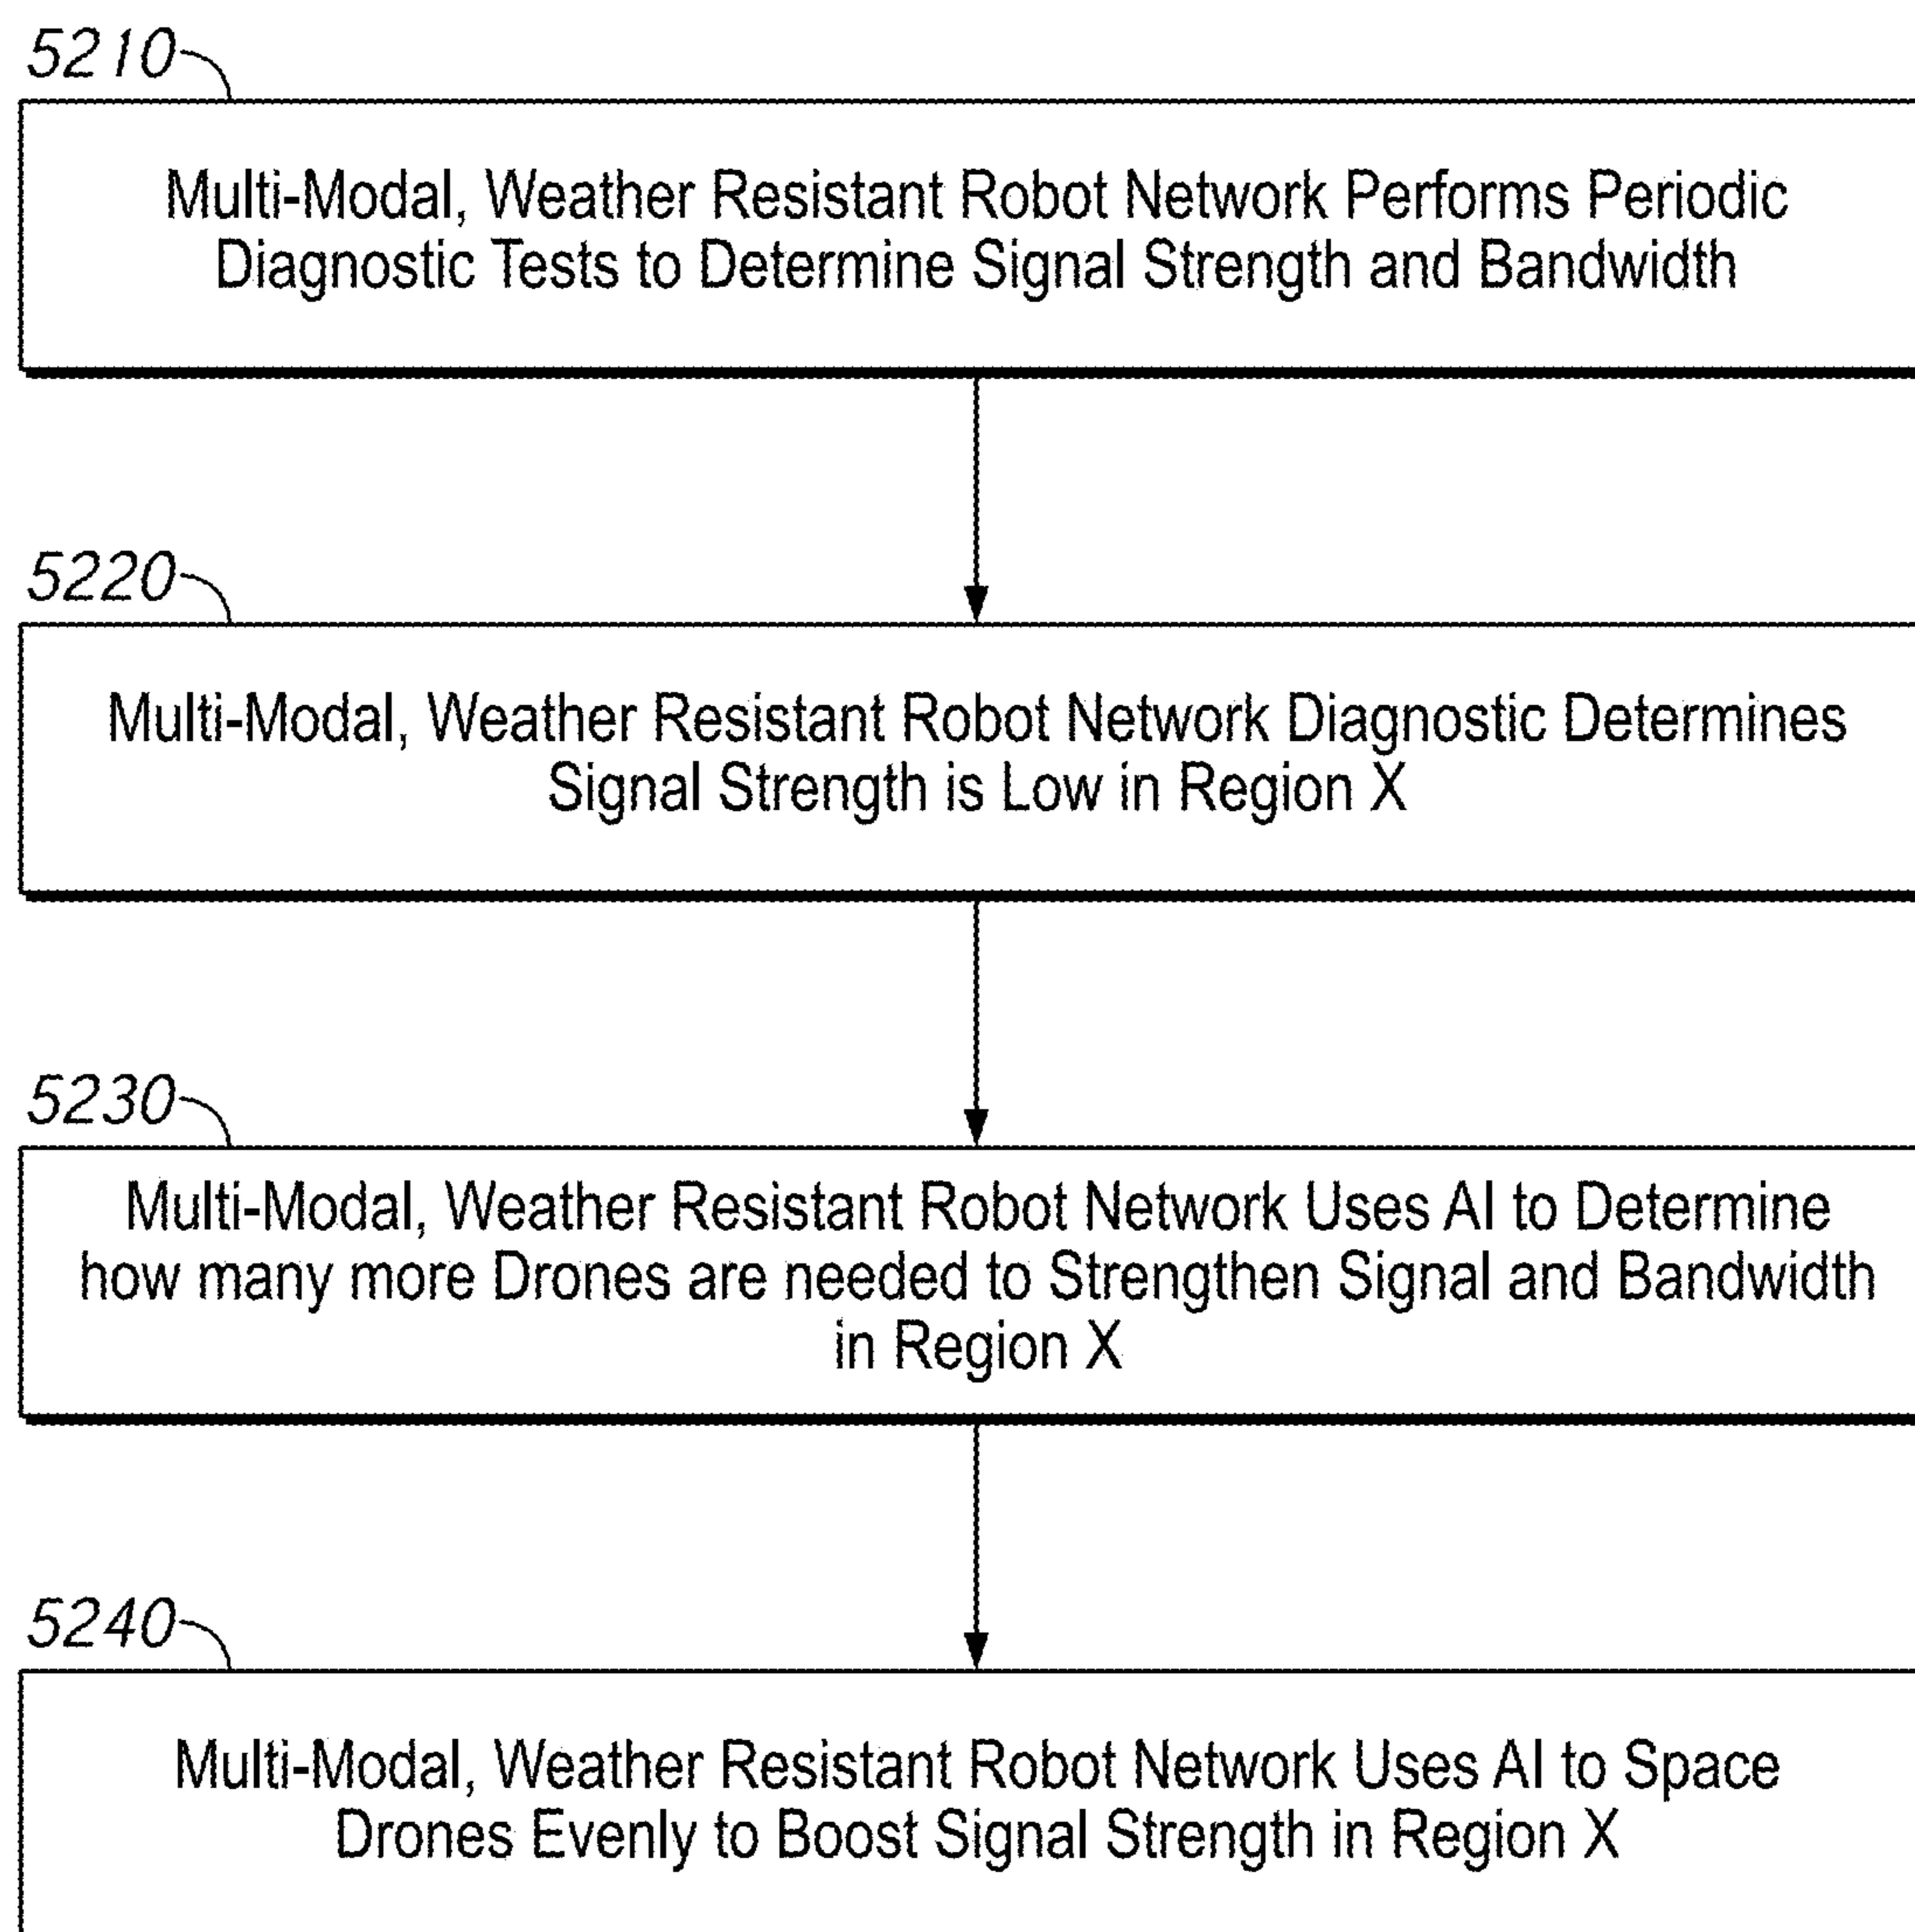 5210
Multi-Modal, Weather Resistant Robot Network Performs Periodic
Diagnostic Tests to Determine Signal Strength and Bandwidth
5220
Multi-Modal, Weather Resistant Robot Network Diagnostic Determines
Signal Strength is Low in Region X
5230
Multi-Modal, Weather Resistant Robot Network Uses AI to Determine
how many more Drones are needed to Strengthen Signal and Bandwidth
in Region X
5240
Multi-Modal, Weather Resistant Robot Network Uses AI to Space
Drones Evenly to Boost Signal Strength in Region X